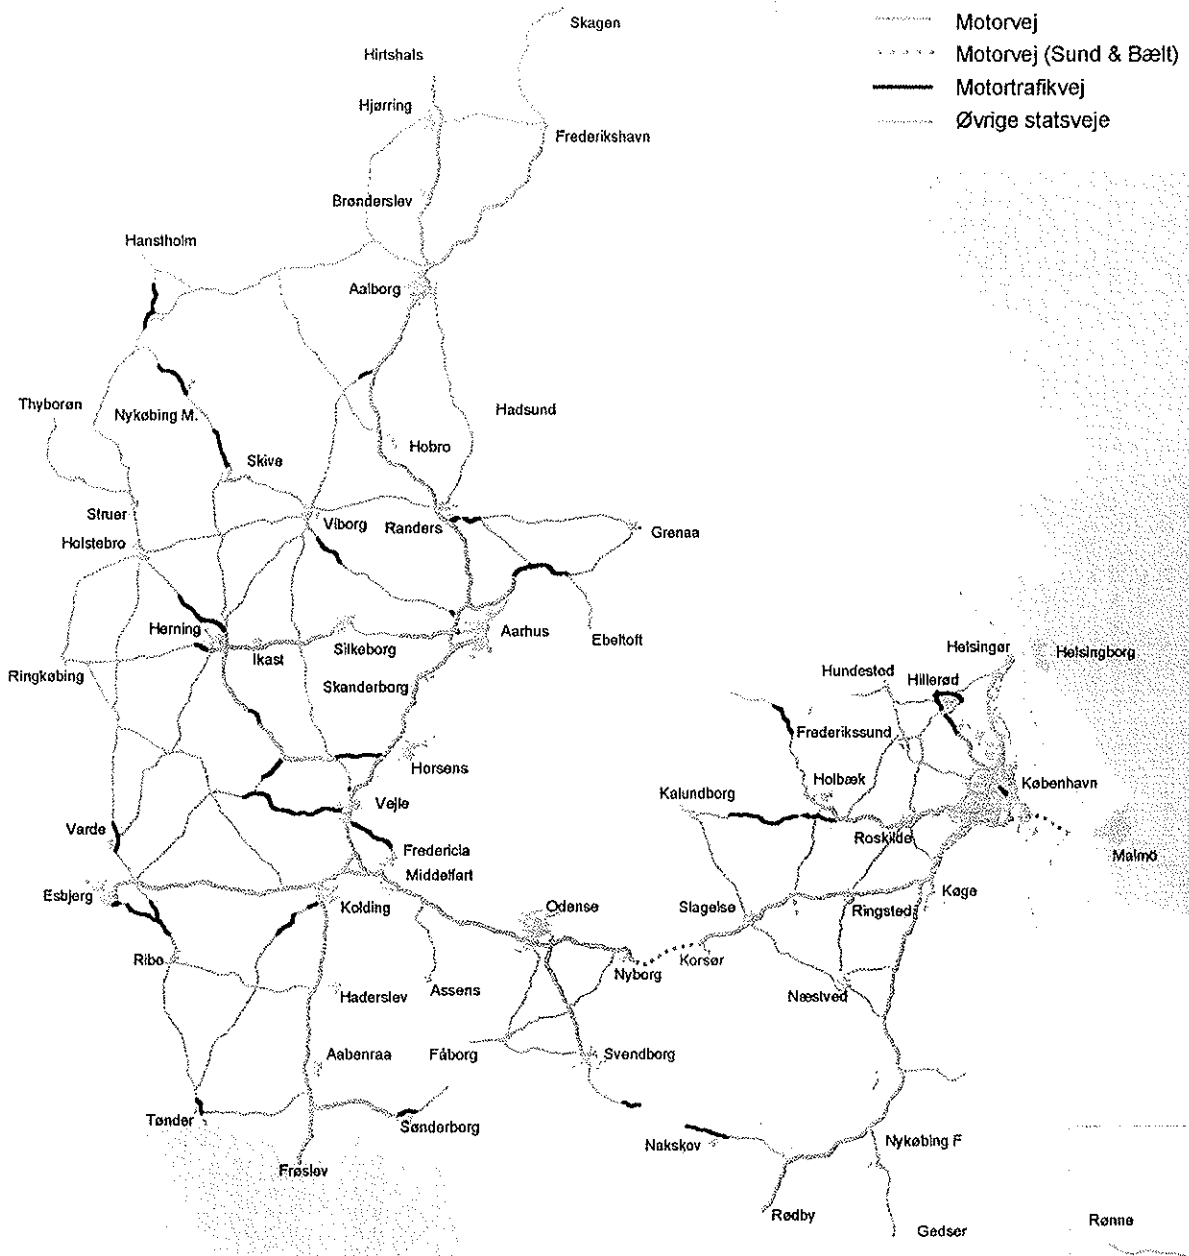 Motorvej
Motorvej (Sund & Bælt)
Motortrafikvej
Øvrige statsveje
Skagen
Hirtshals
Hjørring
Frederikshavn
Brønderslev
Hanstholm
Aalborg
Thyborøn
Nykøbing M.
Hadsund
Hobro
Skive
Struer
Viborg
Randers
Grenaa
Holstebro
Herning
Ikast
Silkeborg
Aarhus
Ebeltoft
Ringkøbing
Skanderborg
Helsingør
Helsingborg
Hundested
Hillerød
Frederikssund
Horsens
Holbæk
København
Kalundborg
Vejle
Varde
Roskilde
Malmö
Fredericia
Middelfart
Esbjerg
Kolding
Odense
Slagelse
Ringsted
Køge
Ribe
Nyborg
Korsør
Haderslev
Assens
Næstved
Aabenraa
Fåborg
Svendborg
Tønder
Sønderborg
Nakskov
Nykøbing F
Frøslev
Rødby
Gedser
Rønne